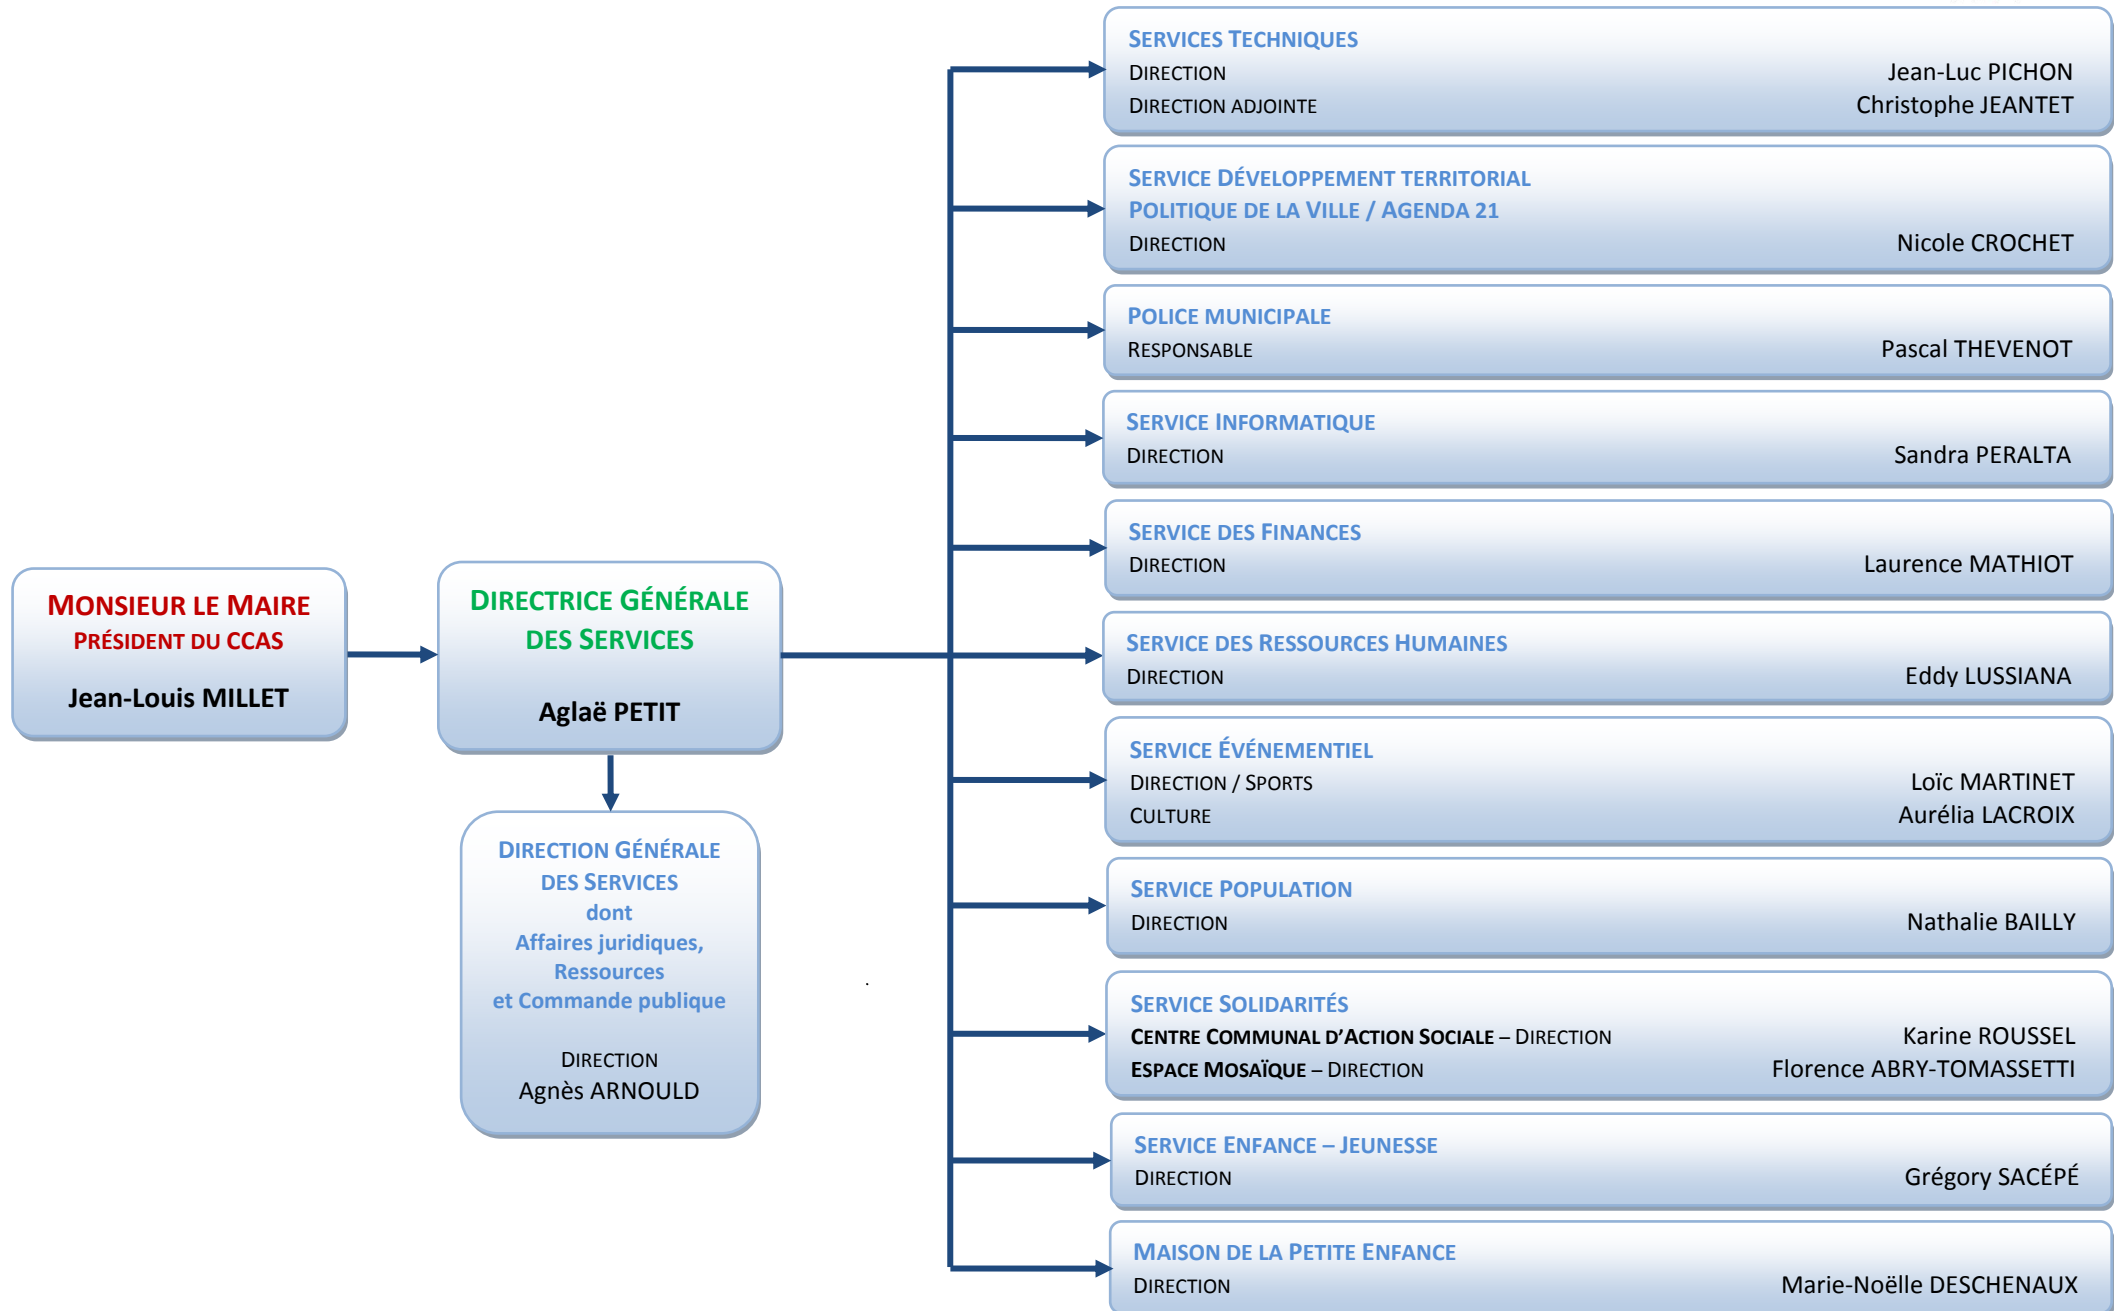 MONSIEUR LE MAIRE
PRÉSIDENT DU CCAS
Jean-Louis MILLET
DIRECTRICE GÉNÉRALE
DES SERVICES
Aglaë PETIT
DIRECTION GÉNÉRALE
DES SERVICES
dont
Affaires juridiques,
Ressources
et Commande publique
DIRECTION
Agnès ARNOULD
SERVICES TECHNIQUES
DIRECTION Jean-Luc PICHON
DIRECTION ADJOINTE Christophe JEANTET
SERVICE DÉVELOPPEMENT TERRITORIAL
POLITIQUE DE LA VILLE / AGENDA 21
DIRECTION Nicole CROCHET
POLICE MUNICIPALE
RESPONSABLE Pascal THEVENOT
SERVICE INFORMATIQUE
DIRECTION Sandra PERALTA
SERVICE DES FINANCES
DIRECTION Laurence MATHIOT
SERVICE DES RESSOURCES HUMAINES
DIRECTION Eddy LUSSIANA
SERVICE ÉVÉNEMENTIEL
DIRECTION / SPORTS Loïc MARTINET
CULTURE Aurélia LACROIX
SERVICE POPULATION
DIRECTION Nathalie BAILLY
SERVICE SOLIDARITÉS
CENTRE COMMUNAL D’ACTION SOCIALE – DIRECTION Karine ROUSSEL
ESPACE MOSAÏQUE – DIRECTION Florence ABRY-TOMASSETTI
SERVICE ENFANCE – JEUNESSE
DIRECTION Grégory SACÉPÉ
MAISON DE LA PETITE ENFANCE
DIRECTION Marie-Noëlle DESCHENAUX